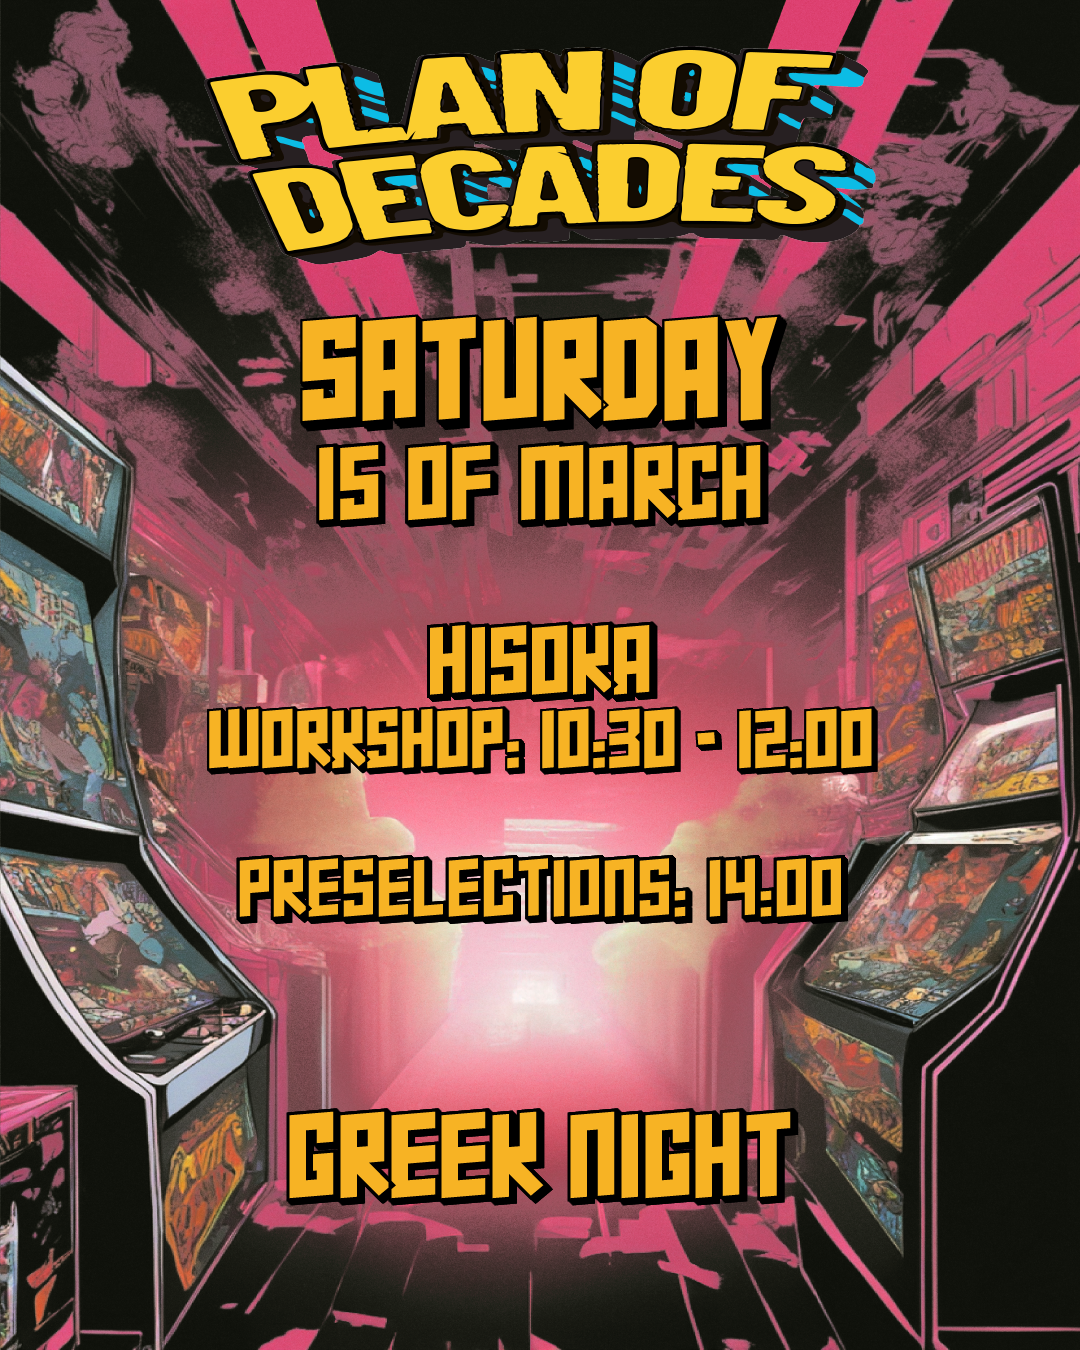 PLAN OF
DECADES
SATURDAY
15 OF MARCH
HISOKA
WORKSHOP: 10:30 - 12:00
PRESELECTIONS: 14:00
GREEK NIGHT